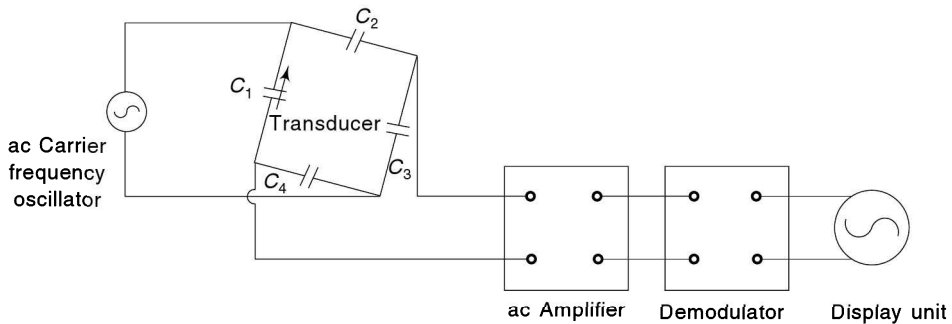 C2
C1
Transducer
ac Carrier
frequency
oscillator
C4
C3
ac Amplifier
Demodulator
Display unit